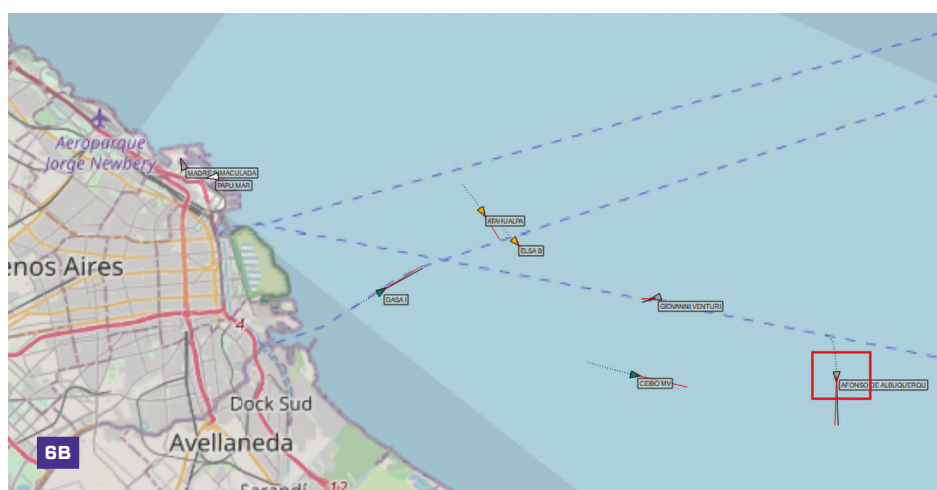 Aeroparque
Jorge Newbery
MADRE INMACULADA
PAPU MAR
ATAHUALPA
ELSA B
enos Aires
DASA I
GIOVANNI VENTURI
4
CEIBO MV
AFONSO DE ALBUQUERQU
Dock Sud
6B
Avellaneda
Sarandí
12